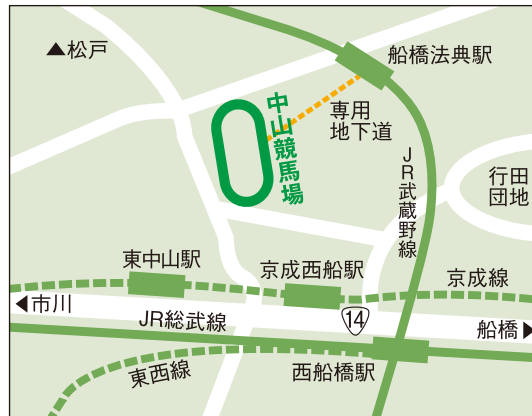 ▲松戸
船橋法典駅
中山競馬場
専用
地下道
JR武蔵野線
行田
団地
東中山駅
京成西船駅
京成線
◀市川
JR総武線
14
船橋▶
東西線
西船橋駅